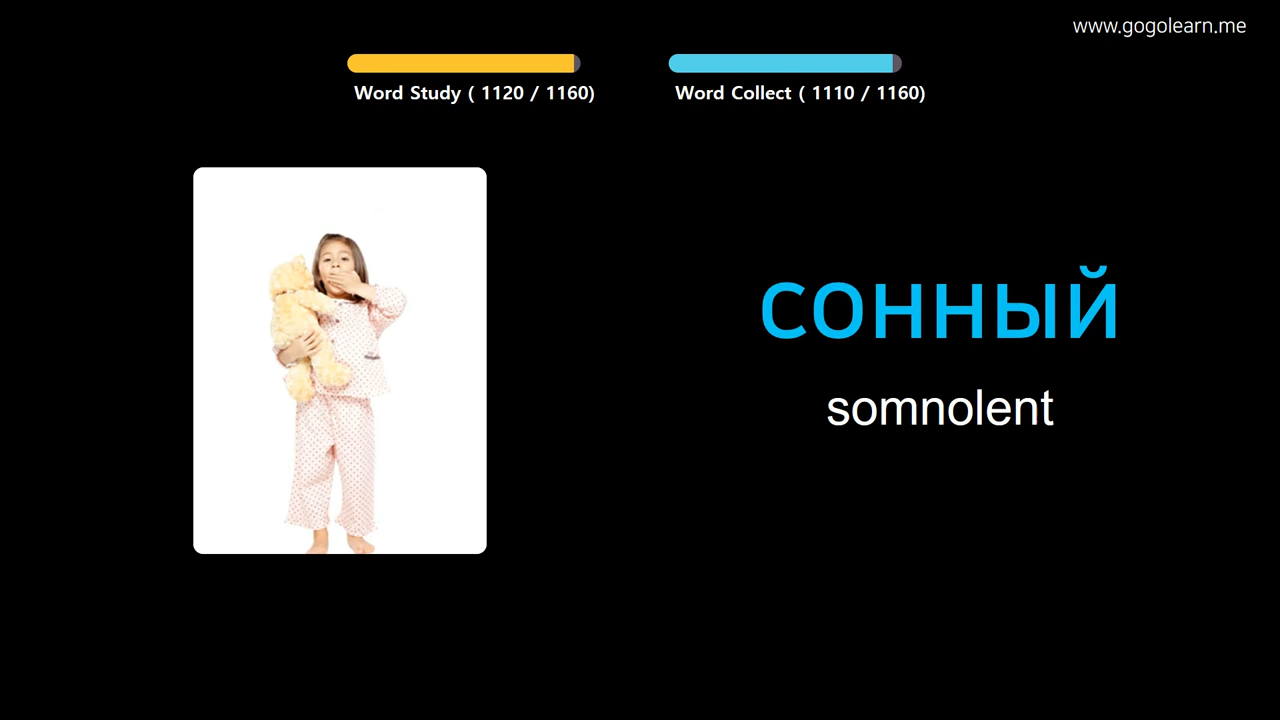 www.gogolearn.me
Word Study ( 1120 / 1160)
Word Collect ( 1110 / 1160)
сонный
somnolent